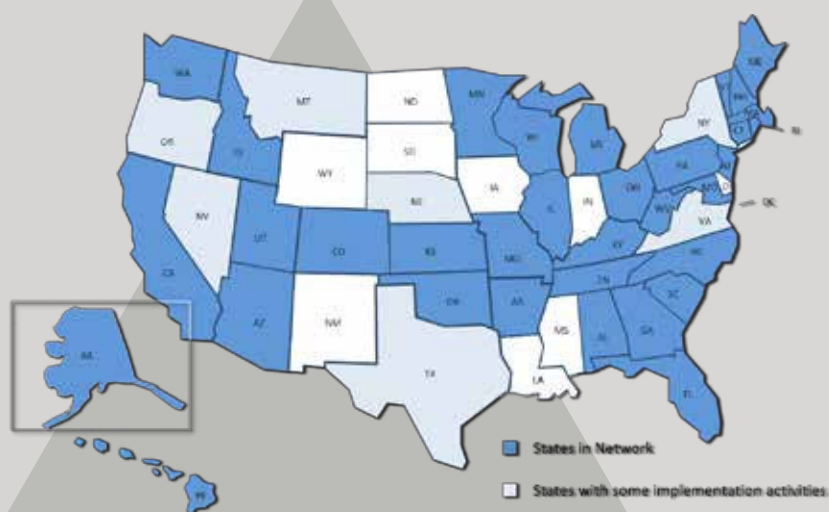 WA
MT
ND
MN
ME
OR
ID
SD
WI
MI
NY
WY
IA
NE
PA
NV
UT
CO
KS
IL
IN
OH
WV
VA
CA
MO
KY
NC
TN
AZ
NM
OK
AR
SC
MS
AL
GA
TX
LA
FL
AK
HI
CT
RI
DE
States in Network
States with some implementation activities